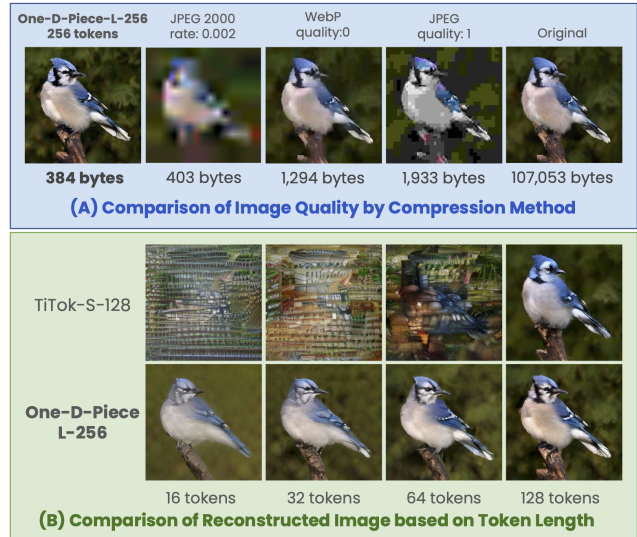 One-D-Piece-L-256
256 tokens
JPEG 2000
rate: 0.002
WebP
quality:0
JPEG
quality: 1
Original
384 bytes
403 bytes
1,294 bytes
1,933 bytes
107,053 bytes
(A) Comparison of Image Quality by Compression Method
TiTok-S-128
One-D-Piece
L-256
16 tokens
32 tokens
64 tokens
128 tokens
(B) Comparison of Reconstructed Image based on Token Length